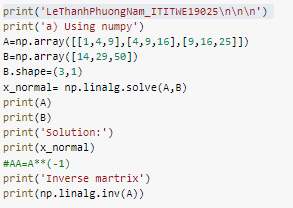 print('LeThanhPhuongNam_ITITWE19025\n\n\n')
print('a) Using numpy')
A=np.array([[1,4,9],[4,9,16],[9,16,25]])
B=np.array([14,29,50])
B.shape=(3,1)
x_normal= np.linalg.solve(A,B)
print(A)
print(B)
print('Solution:')
print(x_normal)
#AA=A**(-1)
print('Inverse martrix')
print(np.linalg.inv(A))